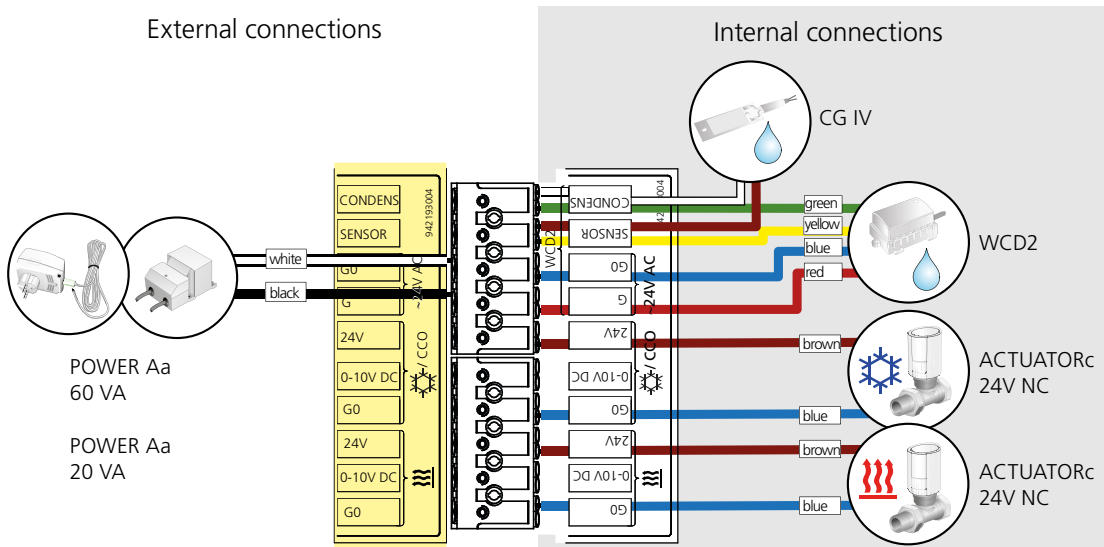 External connections
Internal connections
CG IV
CONDENS
SENSOR
G0
G
24V
0-10V DC
G0
24V
0-10V DC
G0
942193004
~24V AC
/ CCO
white
black
POWER Aa
60 VA
POWER Aa
20 VA
WCD2
CONDENS
SENSOR
G0
G
24V
0-10V DC
G0
24V
0-10V DC
G0
~24V AC
/ CCO
green
yellow
blue
red
WCD2
brown
blue
ACTUATORc
24V NC
brown
blue
ACTUATORc
24V NC